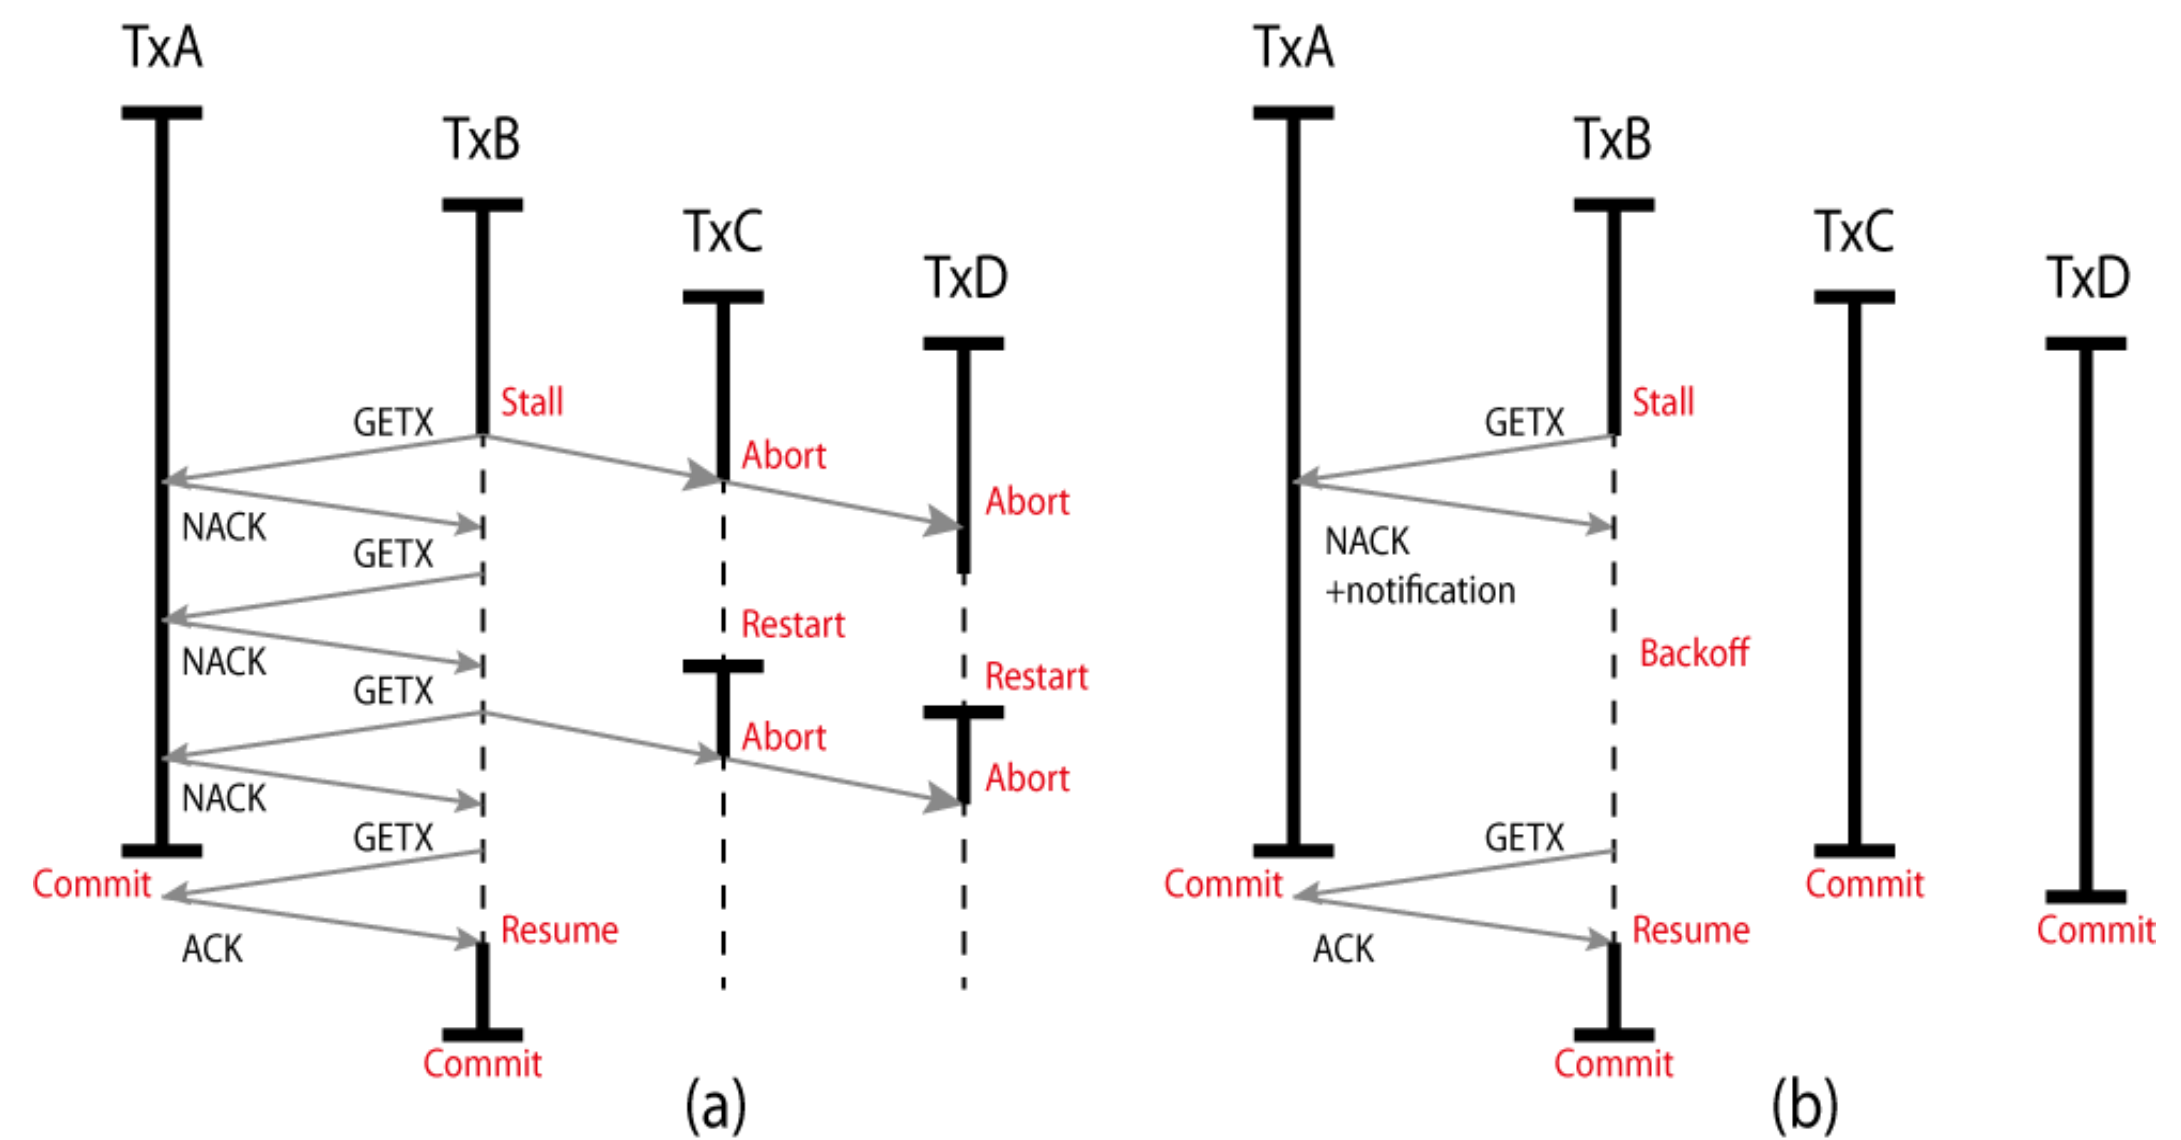 TxA
TxB
TxC
TxD
Stall
GETX
Abort
Abort
NACK
GETX
Restart
NACK
Restart
GETX
Abort
Abort
NACK
GETX
Commit
Resume
ACK
Commit
(a)
TxA
TxB
TxC
TxD
Stall
GETX
NACK
+notification
Backoff
GETX
Commit
Commit
Resume
Commit
ACK
Commit
(b)